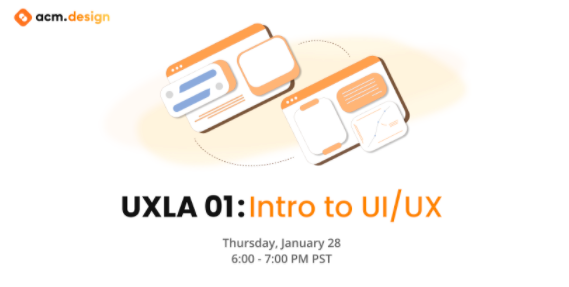 acm.design
UXLA 01: Intro to UI/UX
Thursday, January 28
6:00 - 7:00 PM PST